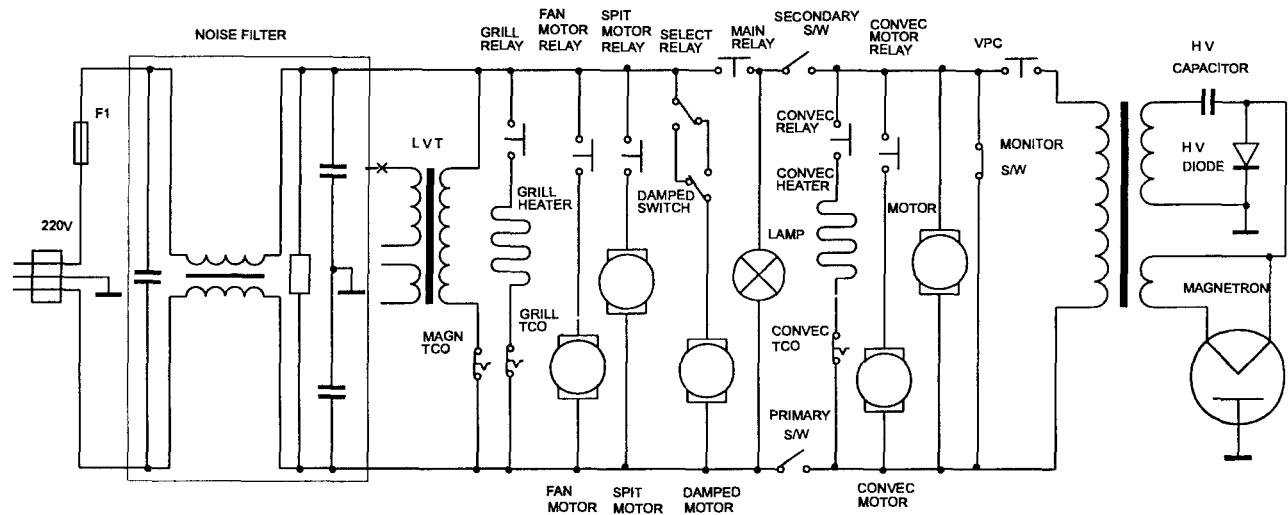 NOISE FILTER
F1
220V
LVT
GRILL
RELAY
FAN
MOTOR
RELAY
SPIT
MOTOR
RELAY
SELECT
RELAY
MAIN
RELAY
SECONDARY
S/W
CONVEC
MOTOR
RELAY
VPC
HV
CAPACITOR
GRILL
HEATER
DAMPED
SWITCH
CONVEC
RELAY
CONVEC
HEATER
LAMP
MOTOR
MONITOR
S/W
HV
DIODE
MAGN
TCO
GRILL
TCO
CONVEC
TCO
MAGNETRON
PRIMARY
S/W
FAN
MOTOR
SPIT
MOTOR
DAMPED
MOTOR
CONVEC
MOTOR